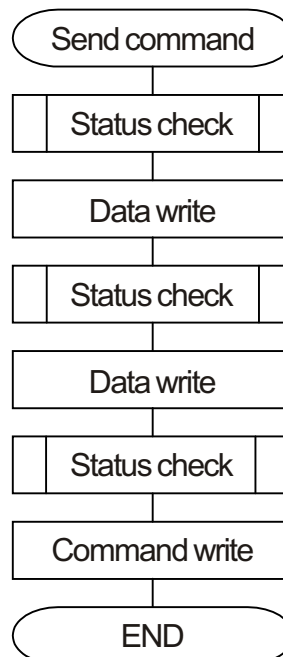 Send command
Status check
Data write
Status check
Data write
Status check
Command write
END